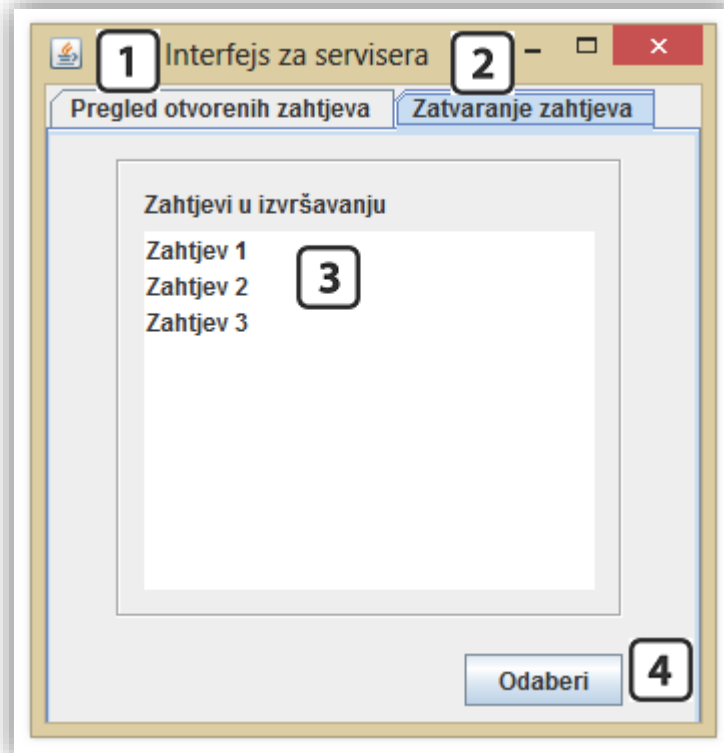 1 Interfejs za servisera 2
Pregled otvorenih zahtjeva Zatvaranje zahtjeva
Zahtjevi u izvršavanju
Zahtjev 1
Zahtjev 2
3
Zahtjev 3
Odaberi 4